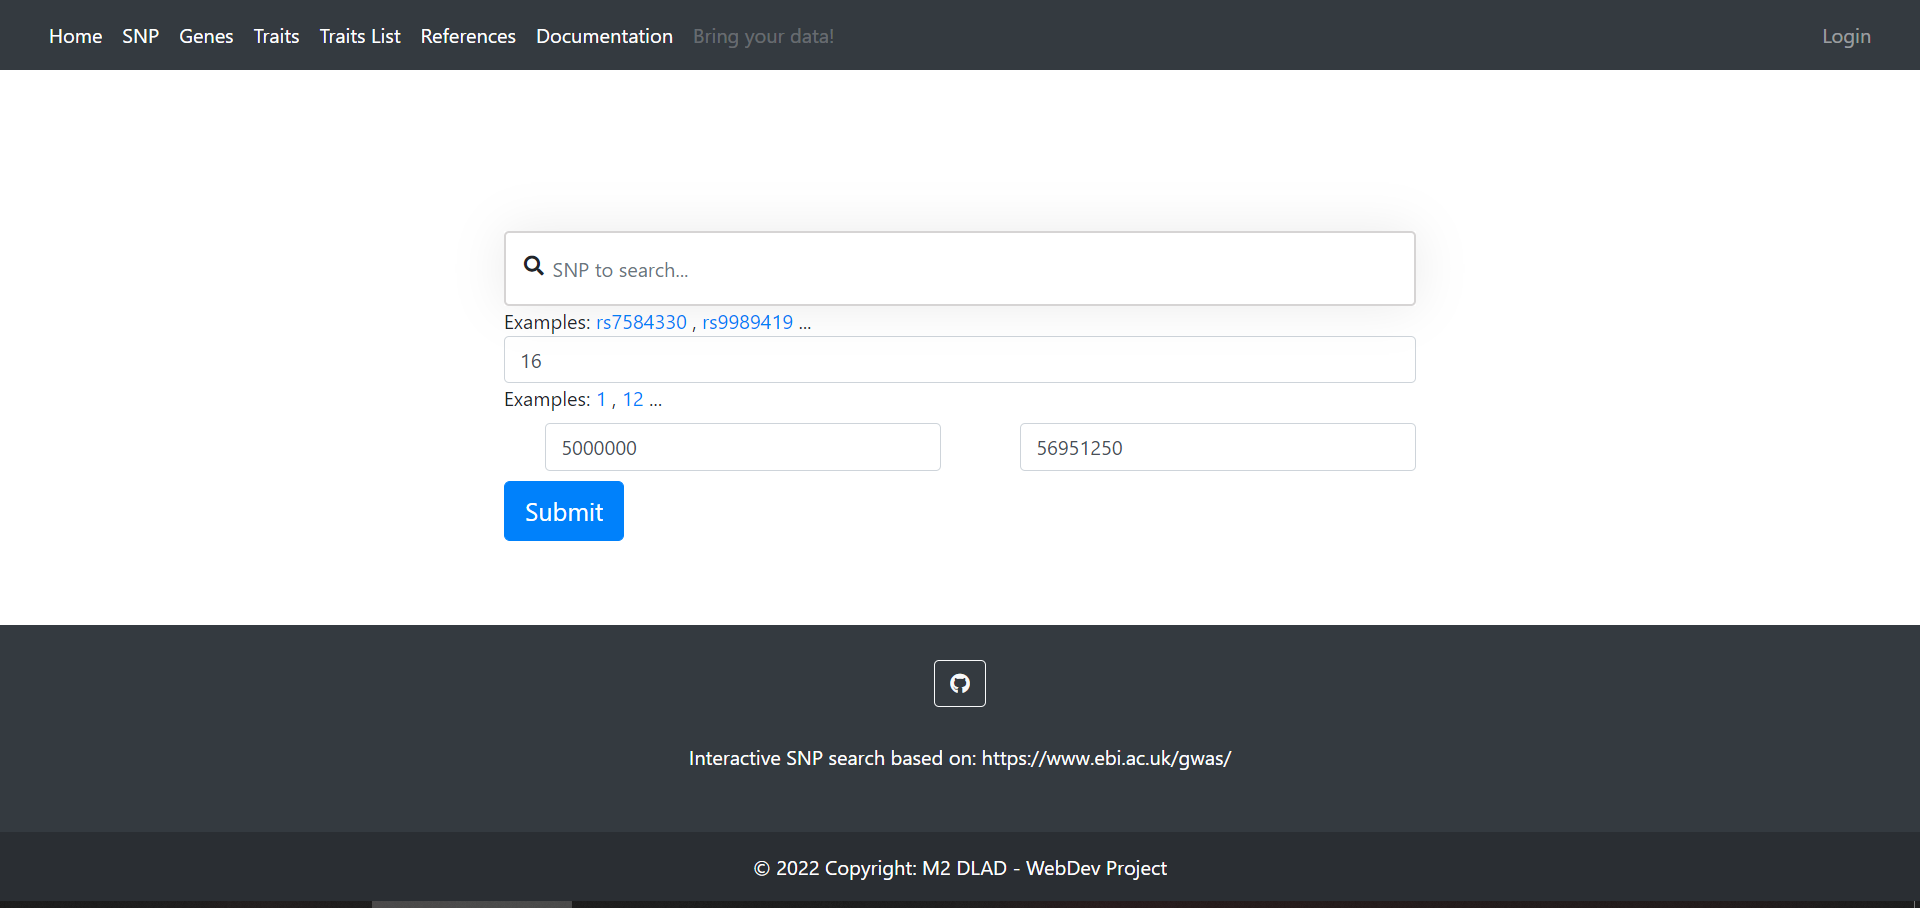 Home SNP Genes Traits Traits List References Documentation Bring your data! Login
SNP to search...
Examples: rs7584330 , rs9989419 ...
16
Examples: 1 , 12 ...
5000000 56951250
Submit
Interactive SNP search based on: https://www.ebi.ac.uk/gwas/
© 2022 Copyright: M2 DLAD - WebDev Project